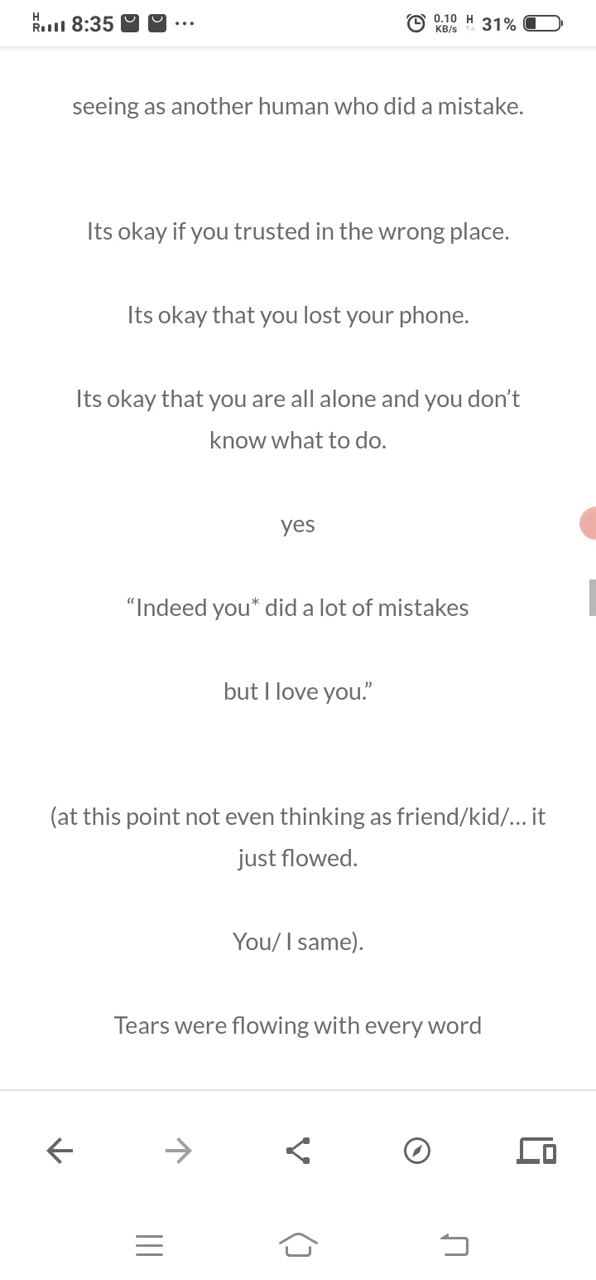 HR 8:35 ... 0.10 KB/s H 31%
seeing as another human who did a mistake.
Its okay if you trusted in the wrong place.
Its okay that you lost your phone.
Its okay that you are all alone and you don’t
know what to do.
yes
“Indeed you* did a lot of mistakes
but I love you.”
(at this point not even thinking as friend/kid/... it
just flowed.
You/ I same).
Tears were flowing with every word